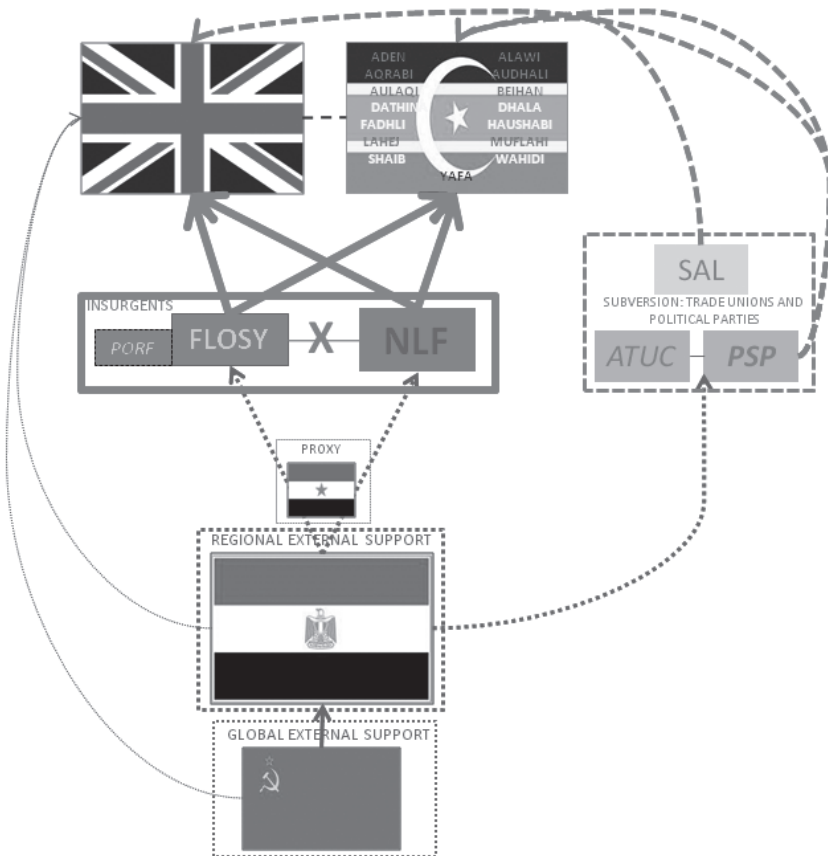 ADEN ALAWI
AQRABI AUDHALI
AULAQI BEIHAN
DATHINA DHALA
FADHLI HAUSHABI
LAHEJ MUFLAHI
SHAIB WAHIDI
YAFA
SAL
SUBVERSION: TRADE UNIONS AND
POLITICAL PARTIES
ATUC PSP
INSURGENTS
PORF FLOSY X NLF
PROXY
REGIONAL EXTERNAL SUPPORT
GLOBAL EXTERNAL SUPPORT